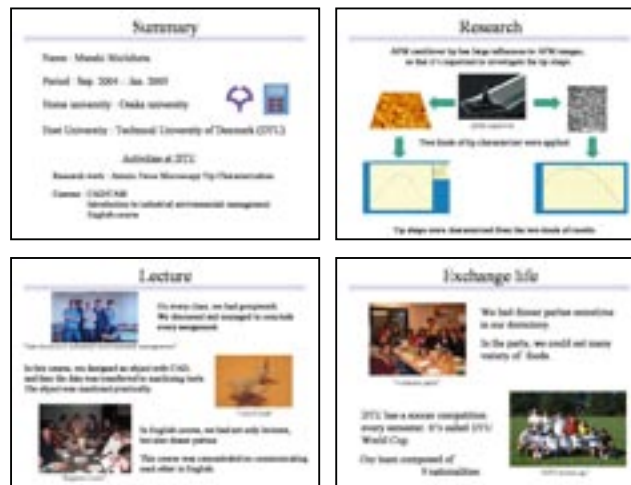 Summary
Name : Masaki
Period : Sep. 2004 - Jan. 2005
Home university : Osaka university
Host University : Technical University of Denmark (DTU)
Activities at DTU
Research work : Atomic Force Microscopy Tip Characterization
Courses : CAD/CAM
Introduction to industrial environmental management
English course
Research
AFM cantilever tip has large influence to AFM images,
so that it's important to investigate the tip shape.
Two kinds of tip characterizer were applied
Tip shape were characterized from the two kinds of results
Lecture
In every class, we had groupwork.
We discussed and managed to conclude
every assignment.
In this course, we designed an object with CAD,
and then the data was transferred to machining tools.
The object was machined practically.
In English course, we had not only lectures,
but also dinner parties.
This course was concentrated on communicating
each other in English.
Exchange life
We had dinner parties sometimes
in our dormitory.
In the party, we could eat many
variety of foods.
DTU has a soccer competition
every semester. It's called DTU
World Cup.
Our team composed of
9 nationalities